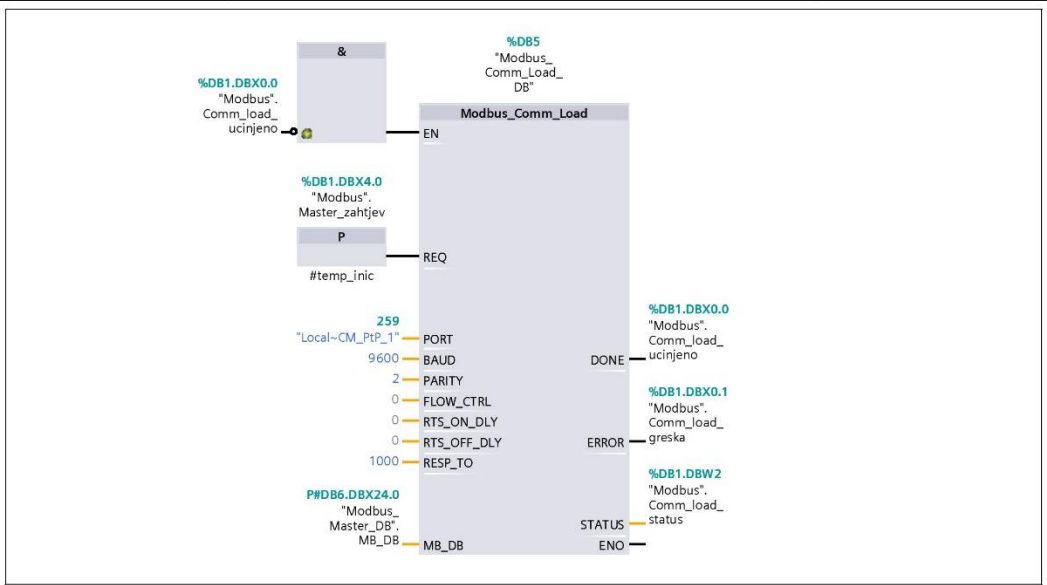 %DB5
"Modbus_
Comm_Load_
DB"
&
%DB1.DBX0.0
"Modbus".
Comm_load_
ucinjeno
Modbus_Comm_Load
EN
%DB1.DBX4.0
"Modbus".
Master_zahtjev
P
#temp_inic
REQ
259
"Local~CM_PtP_1"
PORT
9600
BAUD
2
PARITY
0
FLOW_CTRL
0
RTS_ON_DLY
0
RTS_OFF_DLY
1000
RESP_TO
P#DB6.DBX24.0
"Modbus_
Master_DB".
MB_DB
MB_DB
%DB1.DBX0.0
"Modbus".
Comm_load_
ucinjeno
DONE
%DB1.DBX0.1
"Modbus".
Comm_load_
greska
ERROR
%DB1.DBW2
"Modbus".
Comm_load_
status
STATUS
ENO